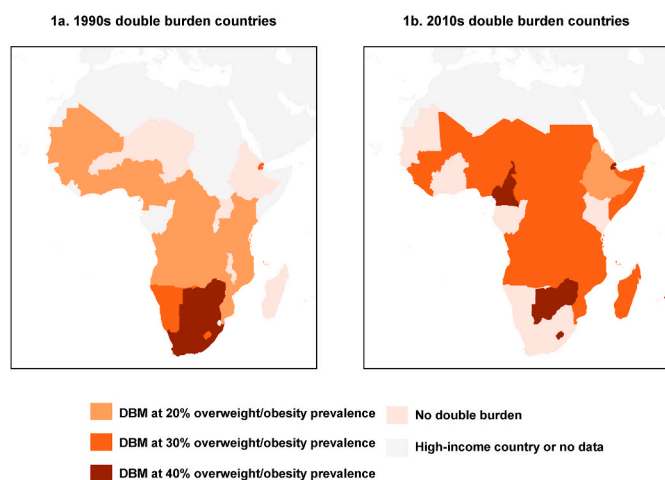 1a. 1990s double burden countries
1b. 2010s double burden countries
DBM at 20% overweight/obesity prevalence
DBM at 30% overweight/obesity prevalence
DBM at 40% overweight/obesity prevalence
No double burden
High-income country or no data